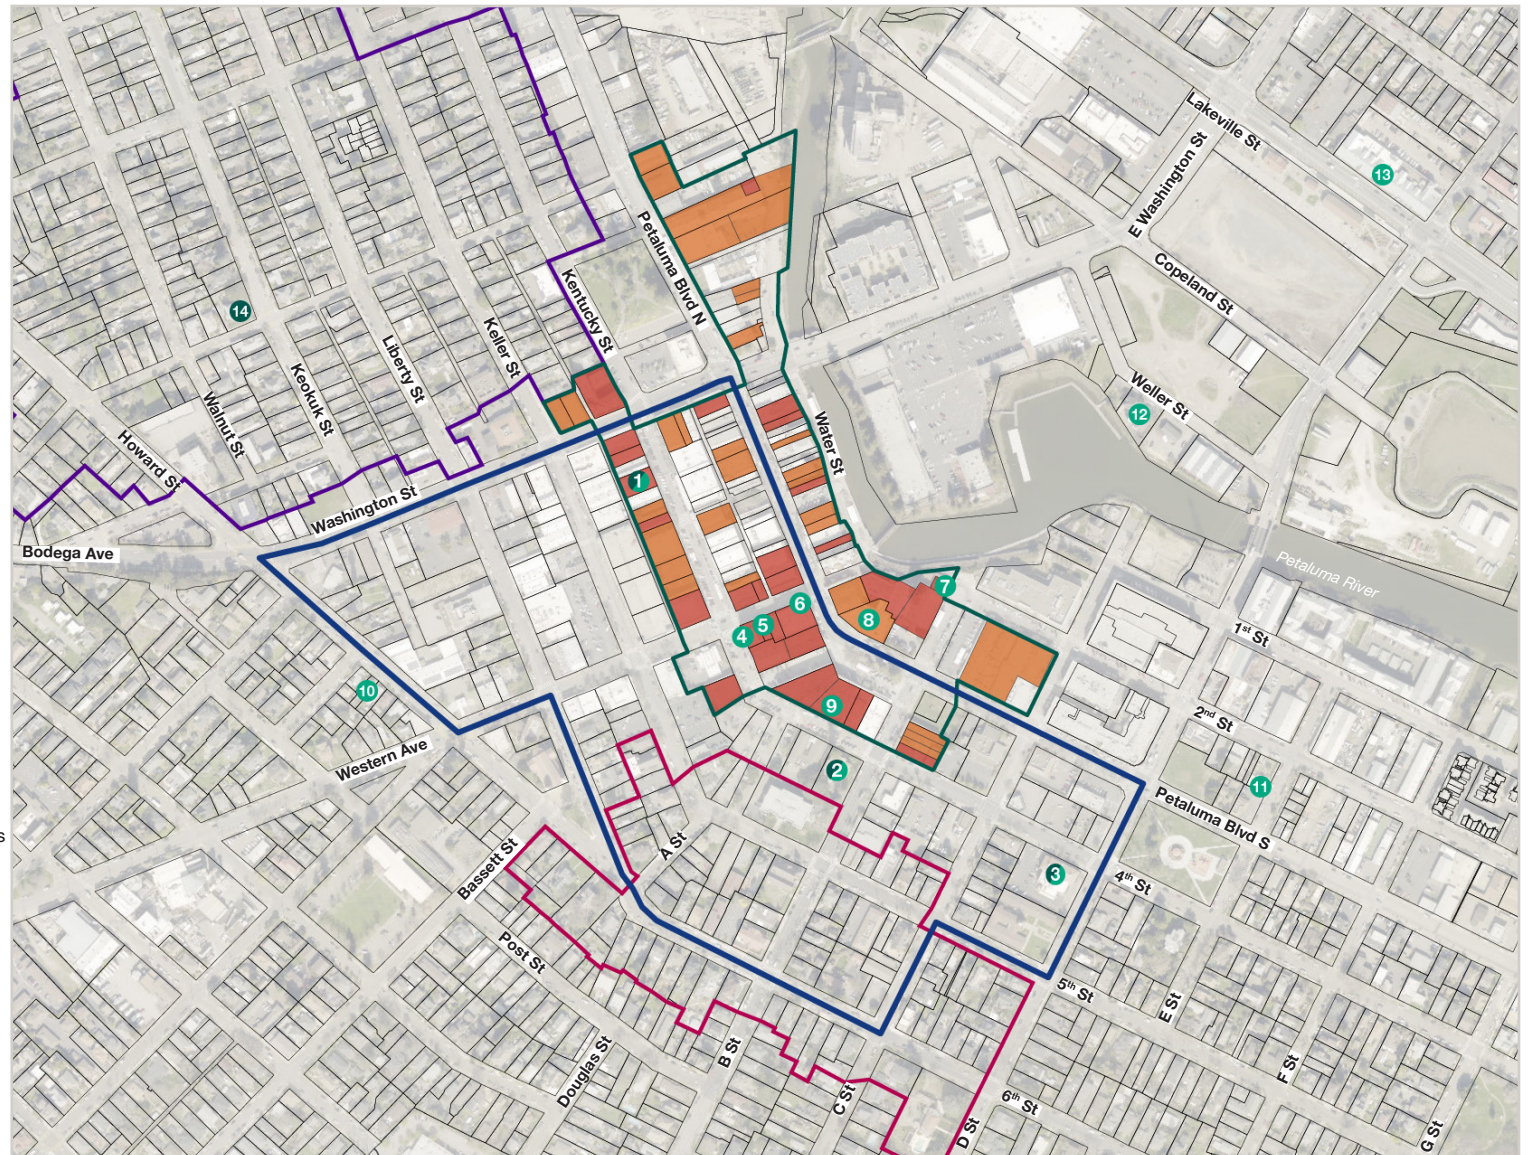 Lakeville St
E Washington St
13
Petaluma Blvd N
Copeland St
Kentucky St
14
Keller St
Liberty St
Keokuk St
Walnut St
Weller St
12
Water St
Howard St
1
Washington St
Bodega Ave
Petaluma River
7
6
8
5
4
1st St
10
9
2nd St
Western Ave
2
11
Petaluma Blvd S
s
A St
Bassett St
3
4th St
Post St
5th St
E St
B St
Douglas St
F St
C St
6th St
D St
G St